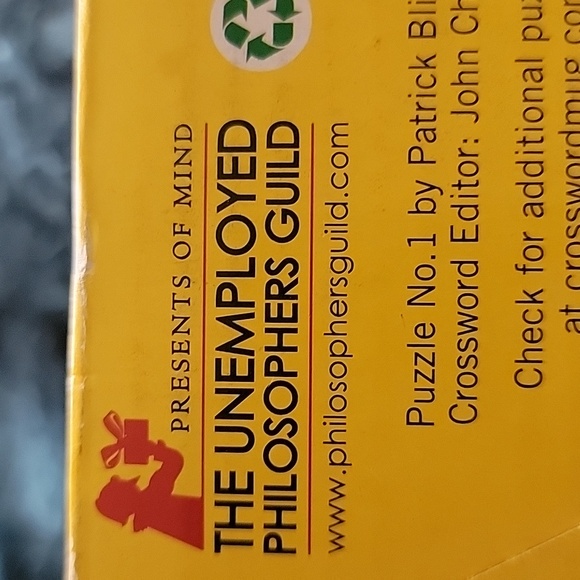 PRESENTS OF MIND
THE UNEMPLOYED
PHILOSOPHERS GUILD
www.philosophersguild.com
Puzzle No.1 by Patrick
Crossword Editor: John
Check for additional
at